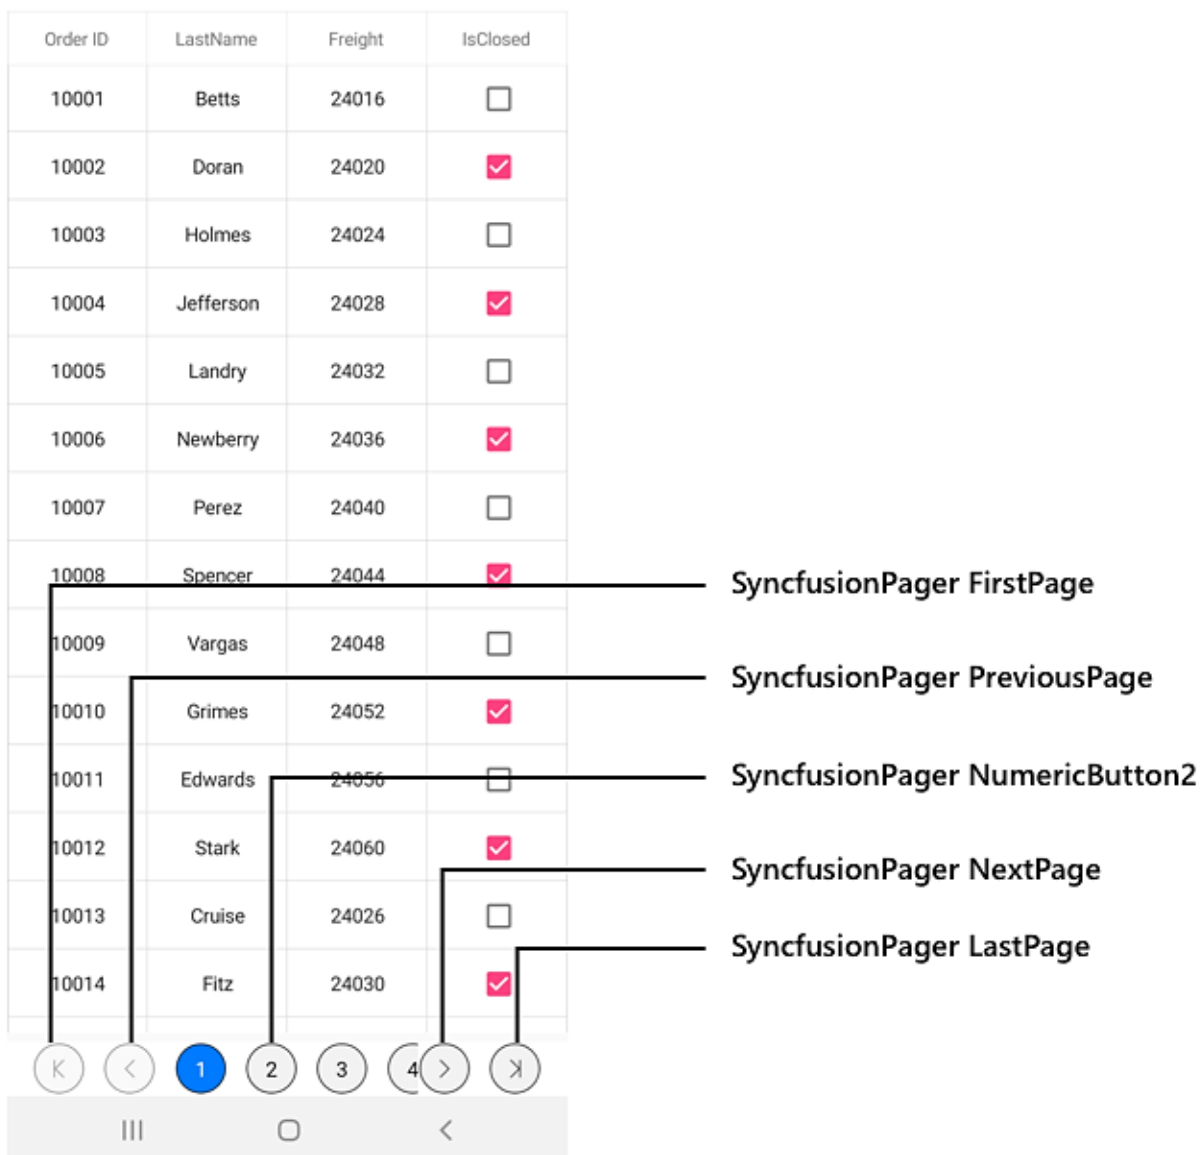 Order ID LastName Freight IsClosed
10001 Betts 24016
10002 Doran 24020
10003 Holmes 24024
10004 Jefferson 24028
10005 Landry 24032
10006 Newberry 24036
10007 Perez 24040
10008 Spencer 24044
SyncfusionPager FirstPage
10009 Vargas 24048
SyncfusionPager PreviousPage
10010 Grimes 24052
10011 Edwards 24056
SyncfusionPager NumericButton2
10012 Stark 24060
SyncfusionPager NextPage
10013 Cruise 24026
SyncfusionPager LastPage
10014 Fitz 24030
1 2 3 4